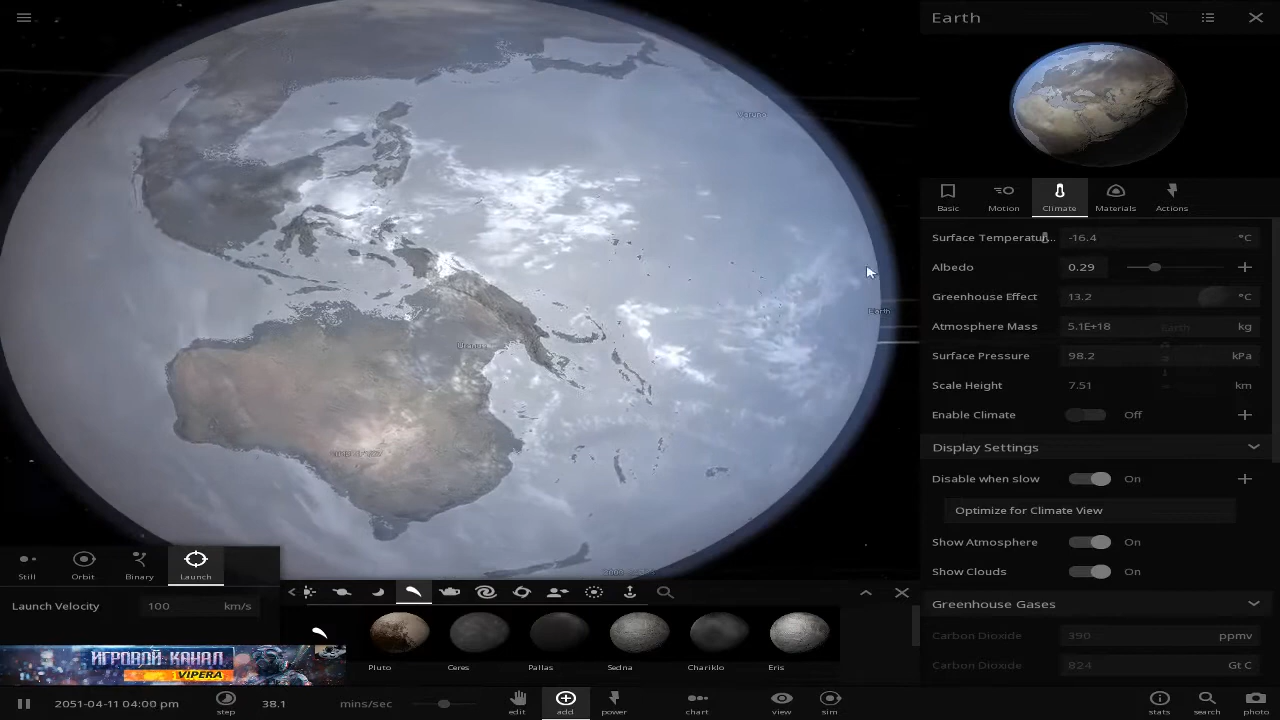 Earth
Basic
Motion
Climate
Materials
Actions
Surface Temperatu...
-16.4 °C
Albedo
0.29
Greenhouse Effect
13.2 °C
Atmosphere Mass
5.1E+18 kg
Surface Pressure
98.2 kPa
Scale Height
7.51 km
Enable Climate
Off
Display Settings
Disable when slow
On
Optimize for Climate View
Show Atmosphere
On
Show Clouds
On
Greenhouse Gases
Carbon Dioxide
390 ppmv
Carbon Dioxide
824 Gt C
Varuna
Earth
Uranus
Earth
Still
Orbit
Binary
Launch
Launch Velocity
100 km/s
ИГРОВОЙ КАНАЛ
VIPERA
Pluto
Ceres
Pallas
Sedna
Chariklo
Eris
2051-04-11 04:00 pm
step
38.1 mins/sec
edit
add
power
chart
view
sim
stats
search
photo